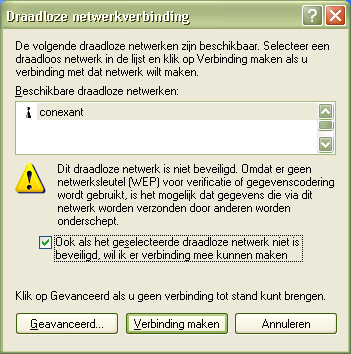 Draadloze netwerkverbinding
De volgende draadloze netwerken zijn beschikbaar. Selecteer een
draadloos netwerk in de lijst en klik op Verbinding maken als u
verbinding met dat netwerk wilt maken.
Beschikbare draadloze netwerken:
conexant
Dit draadloze netwerk is niet beveiligd. Omdat er geen
netwerksleutel (WEP) voor verificatie of gegevenscodering
wordt gebruikt, is het mogelijk dat gegevens die via dit
netwerk worden verzonden door anderen worden
onderschept.
Ook als het geselecteerde draadloze netwerk niet is
beveiligd, wil ik er verbinding mee kunnen maken
Klik op Gevanceerd als u geen verbinding tot stand kunt brengen.
Geavanceerd... Verbinding maken Annuleren